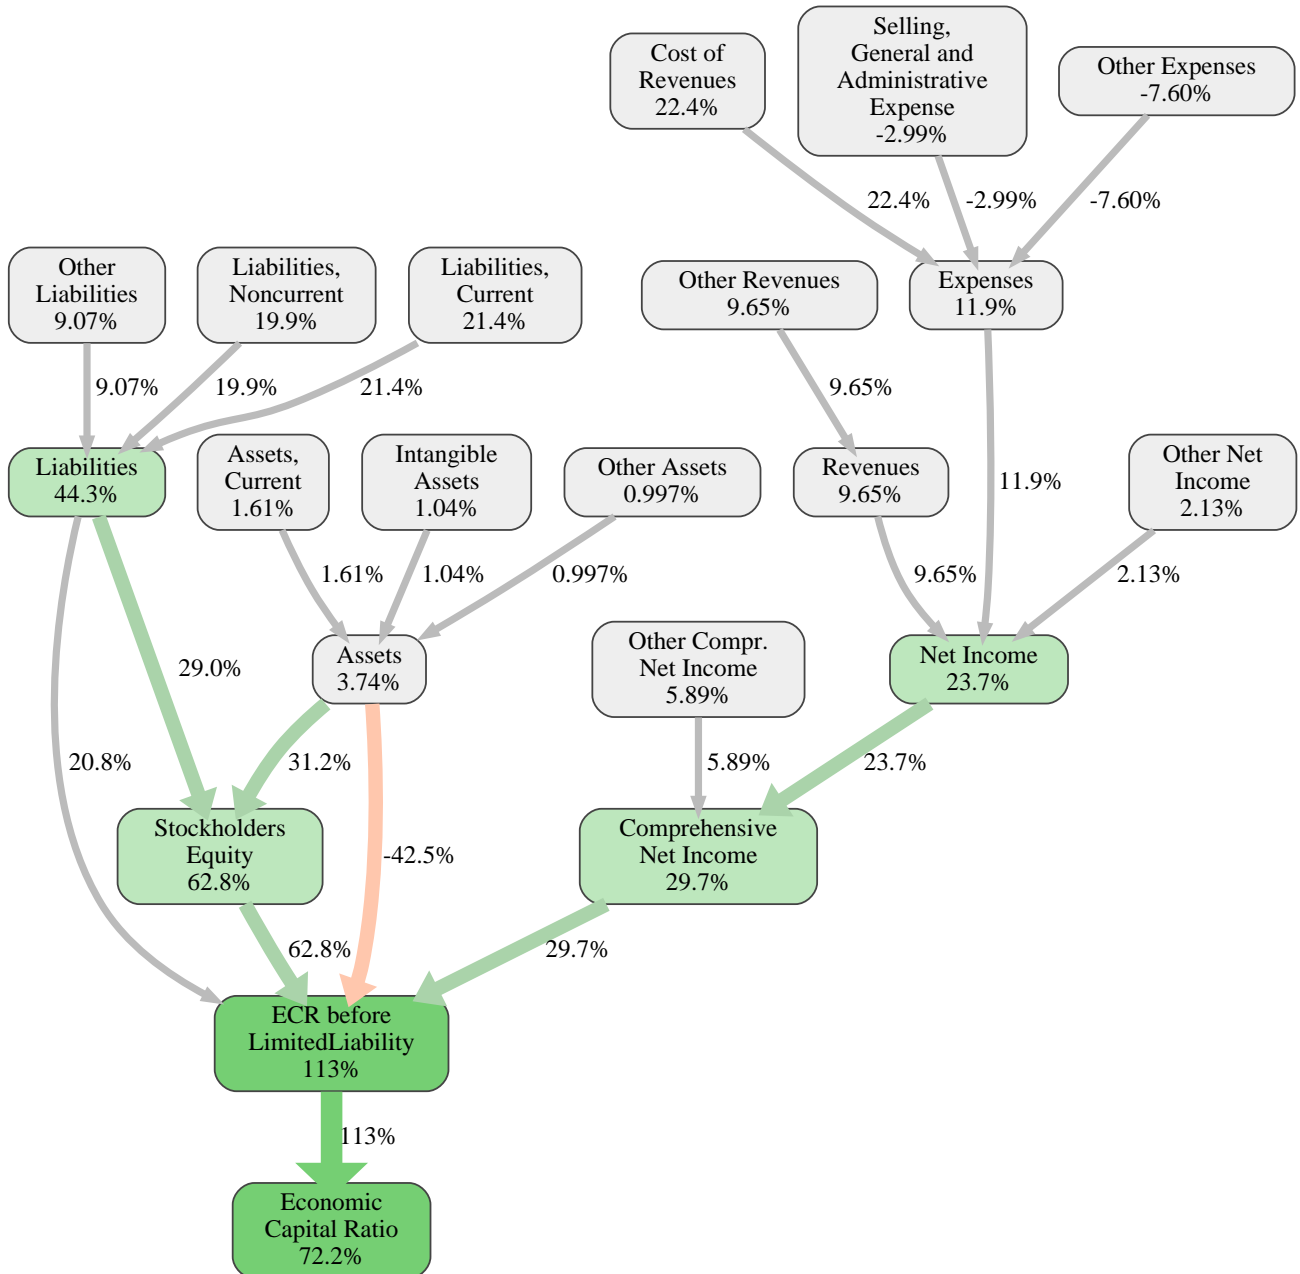 Cost of
Revenues
22.4%
Selling,
General and
Administrative
Expense
-2.99%
Other Expenses
-7.60%
22.4%
-2.99%
-7.60%
Other
Liabilities
9.07%
Liabilities,
Noncurrent
19.9%
Liabilities,
Current
21.4%
Other Revenues
9.65%
Expenses
11.9%
9.07%
19.9%
21.4%
9.65%
Liabilities
44.3%
Assets,
Current
1.61%
Intangible
Assets
1.04%
Other Assets
0.997%
Revenues
9.65%
11.9%
Other Net
Income
2.13%
1.61%
1.04%
0.997%
9.65%
2.13%
29.0%
Assets
3.74%
Other Compr.
Net Income
5.89%
Net Income
23.7%
20.8%
31.2%
5.89%
23.7%
Stockholders
Equity
62.8%
-42.5%
Comprehensive
Net Income
29.7%
62.8%
29.7%
ECR before
LimitedLiability
113%
113%
Economic
Capital Ratio
72.2%